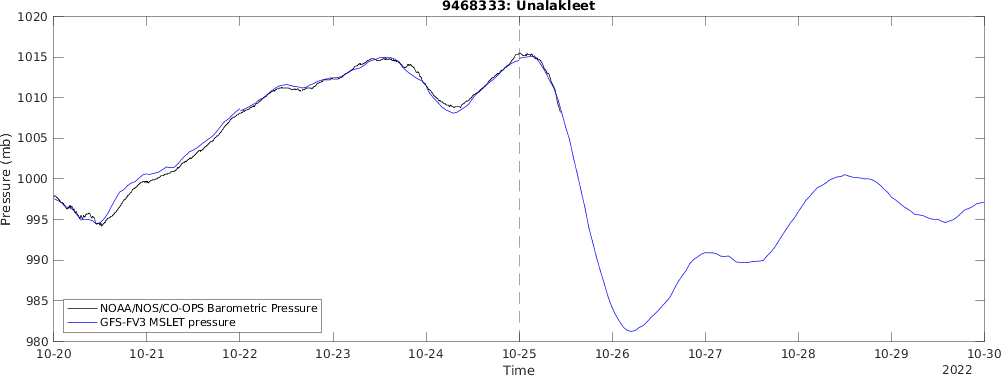 9468333: Unalakleet
1020
1015
1010
1005
1000
995
990
985
980
Pressure (mb)
NOAA/NOS/CO-OPS Barometric Pressure
GFS-FV3 MSLET pressure
10-20 10-21 10-22 10-23 10-24 10-25 10-26 10-27 10-28 10-29 10-30
Time
2022